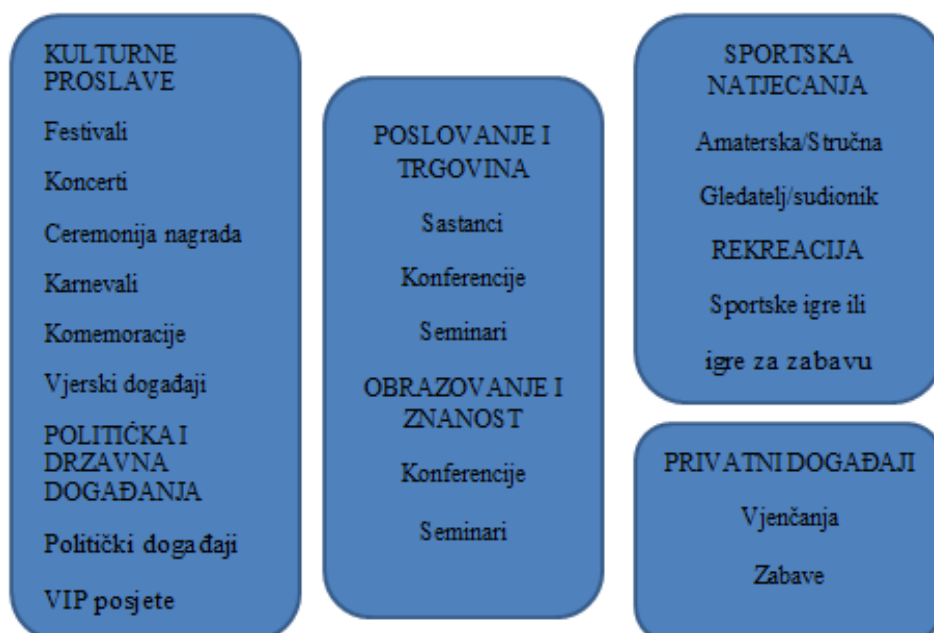 KULTURNE
PROSLAVE
Festivali
Koncerti
Ceremonija nagrada
Karnevali
Komemoracije
Vjerski događaji
POLITIČKA I
DRZAVNA
DOGAĐANJA
Politički događaji
VIP posjete
POSLOVANJE I
TRGOVINA
Sastanci
Konferencije
Seminari
OBRAZOVANJE I
ZNANOST
Konferencije
Seminari
SPORTSKA
NATJECANJA
Amaterska/Stručna
Gledatelj/sudionik
REKREACIJA
Sportske igre ili
igre za zabavu
PRIVATNI DOGAĐAJI
Vjenčanja
Zabave